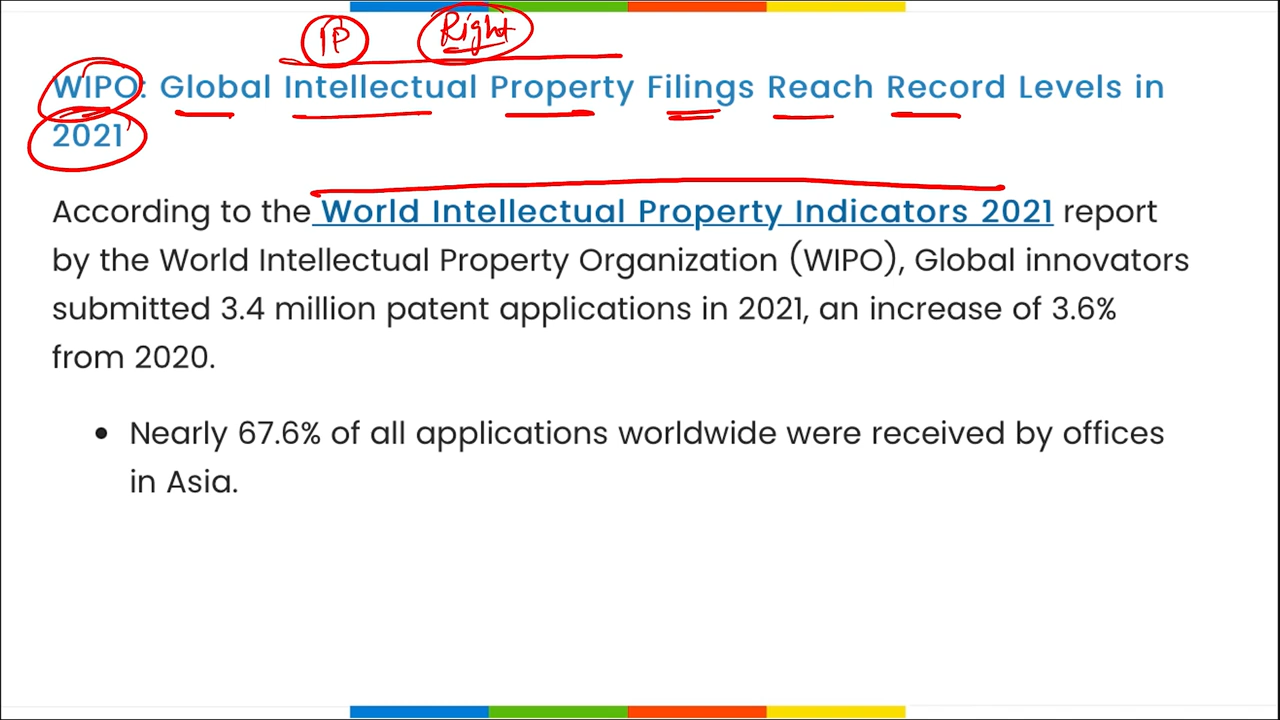 IP Right
WIPO: Global Intellectual Property Filings Reach Record Levels in
2021
According to the World Intellectual Property Indicators 2021 report
by the World Intellectual Property Organization (WIPO), Global innovators
submitted 3.4 million patent applications in 2021, an increase of 3.6%
from 2020.
• Nearly 67.6% of all applications worldwide were received by offices
in Asia.